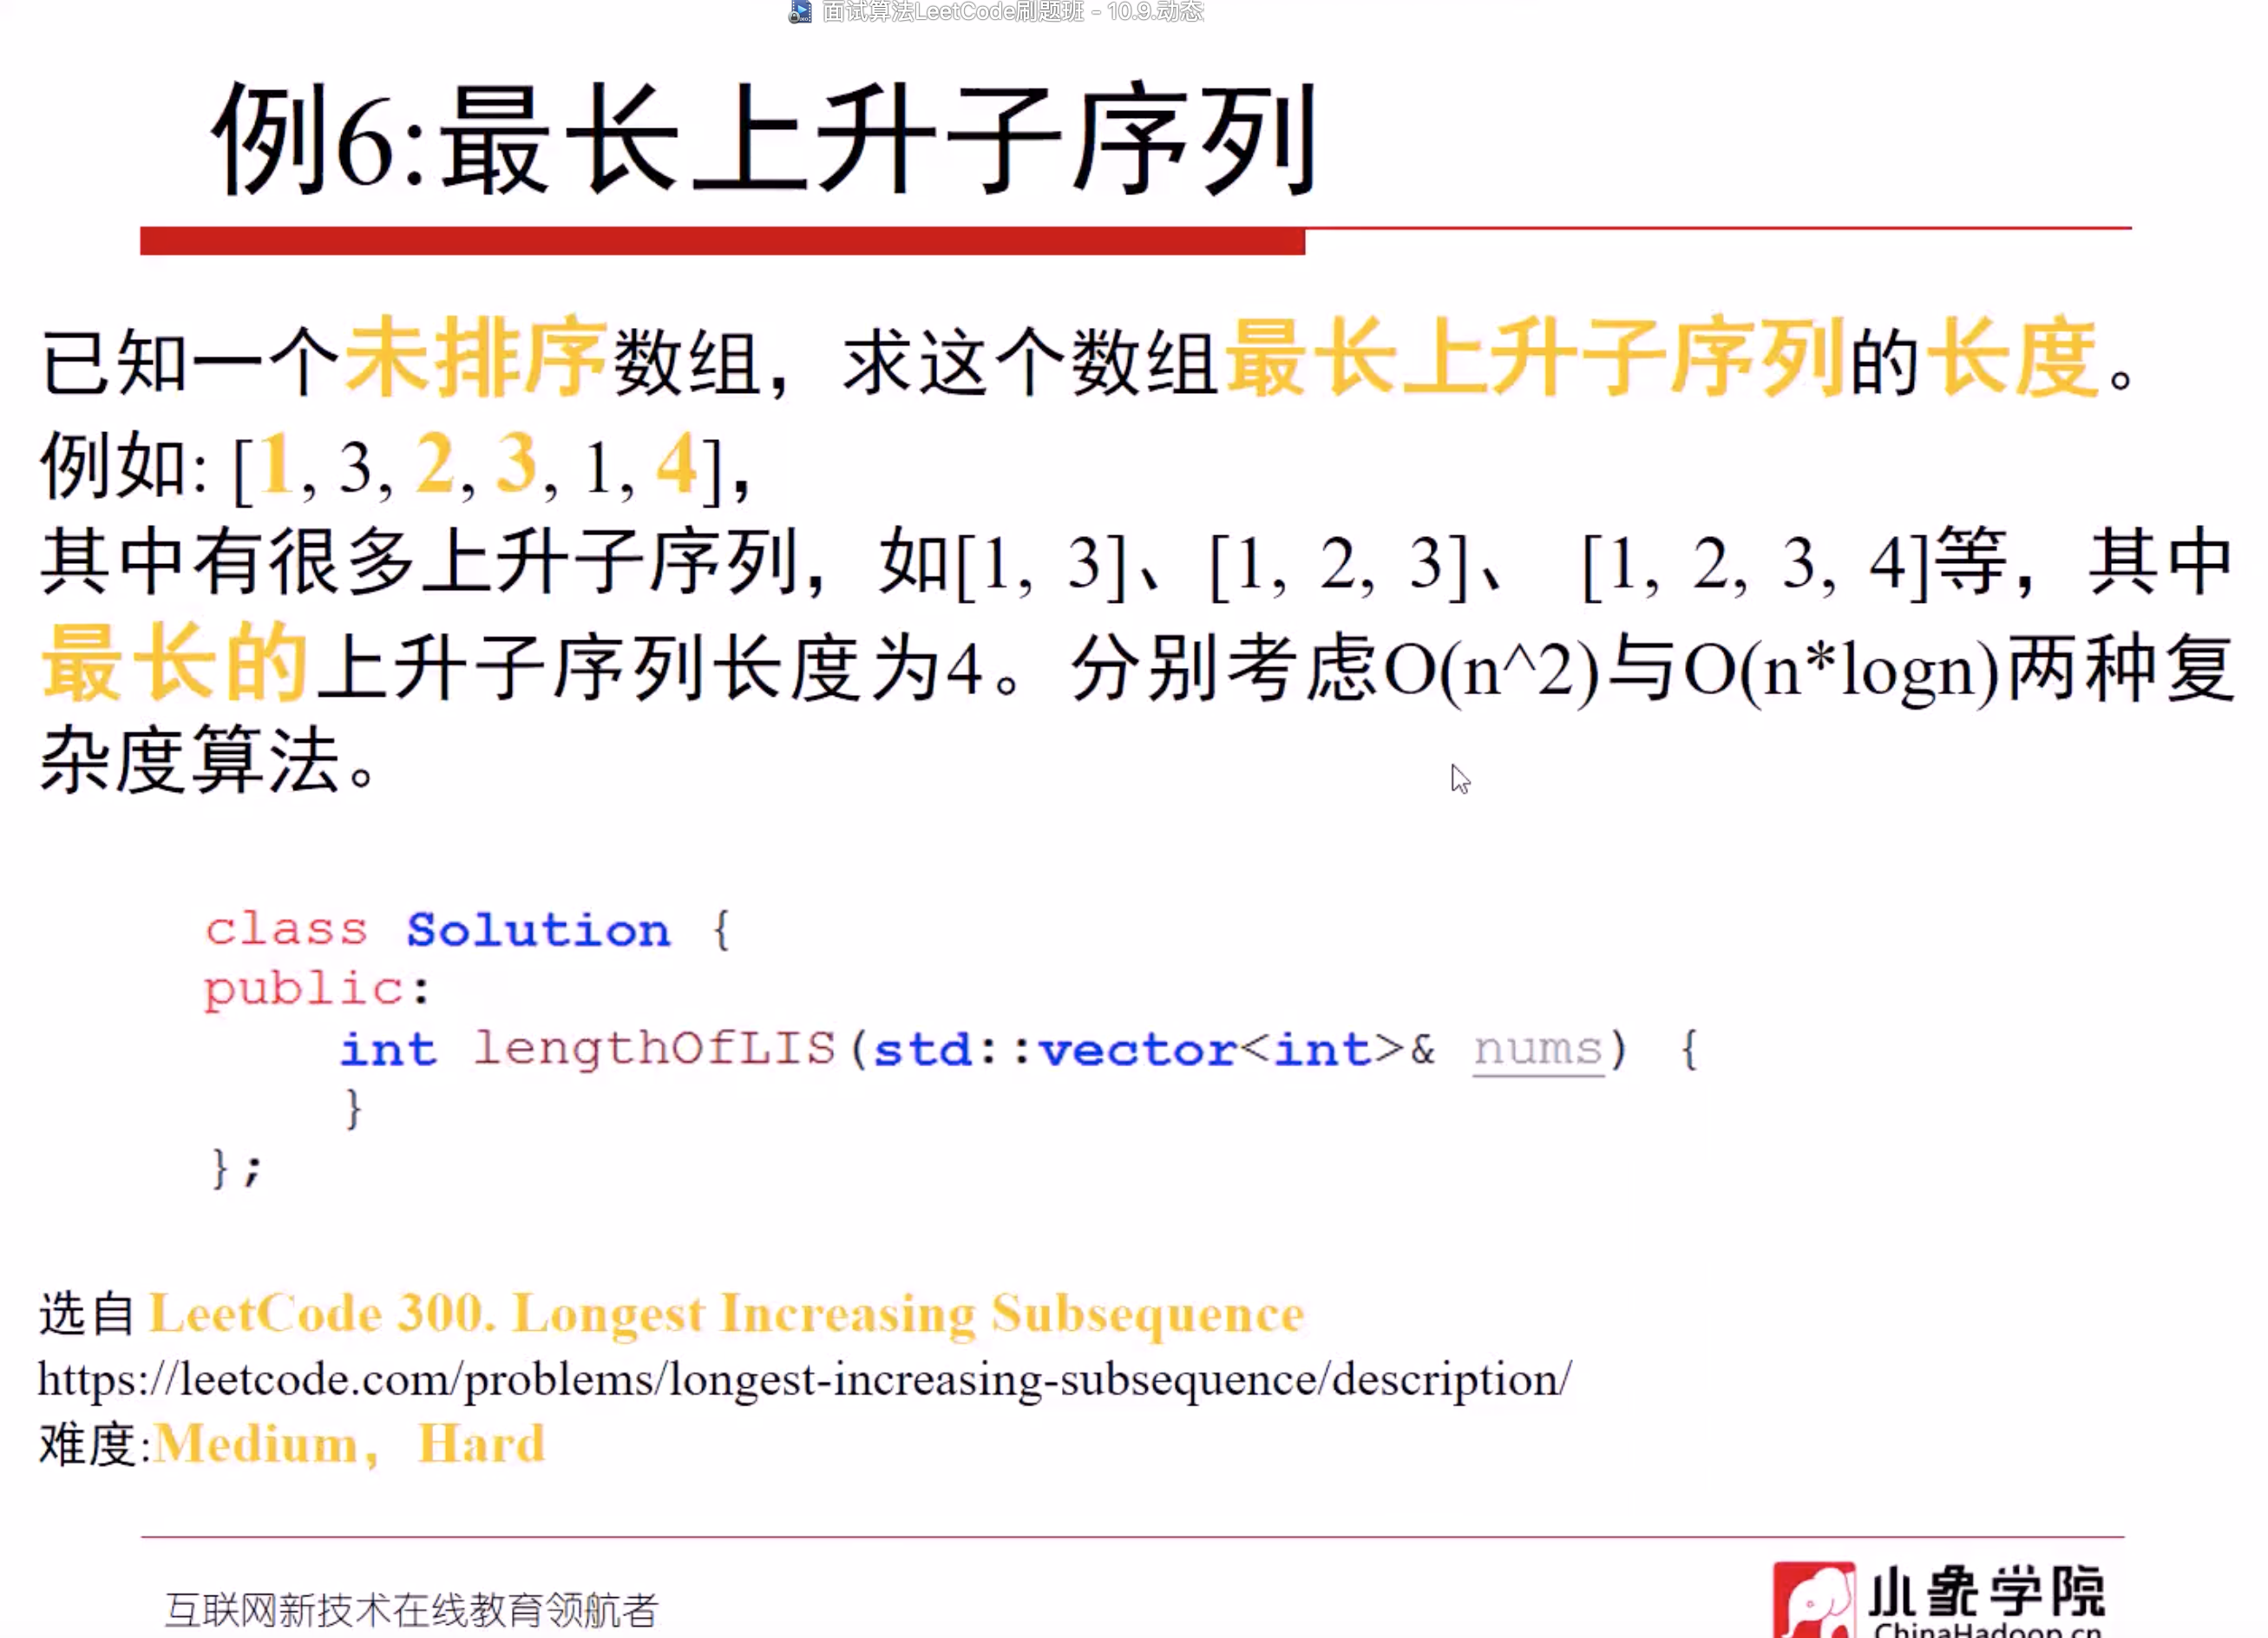 面试算法LeetCode刷题班 - 10.9.动态
例6:最长上升子序列
已知一个未排序数组，求这个数组最长上升子序列的长度。
例如: [1, 3, 2, 3, 1, 4]，
其中有很多上升子序列，如[1, 3]、[1, 2, 3]、 [1, 2, 3, 4]等，其中
最长的上升子序列长度为4。分别考虑O(n^2)与O(n*logn)两种复
杂度算法。
class Solution {
public:
    int lengthOfLIS(std::vector<int>& nums) {
    }
};
选自 LeetCode 300. Longest Increasing Subsequence
https://leetcode.com/problems/longest-increasing-subsequence/description/
难度:Medium，Hard
互联网新技术在线教育领航者
小象学院
ChinaHadoop.cn